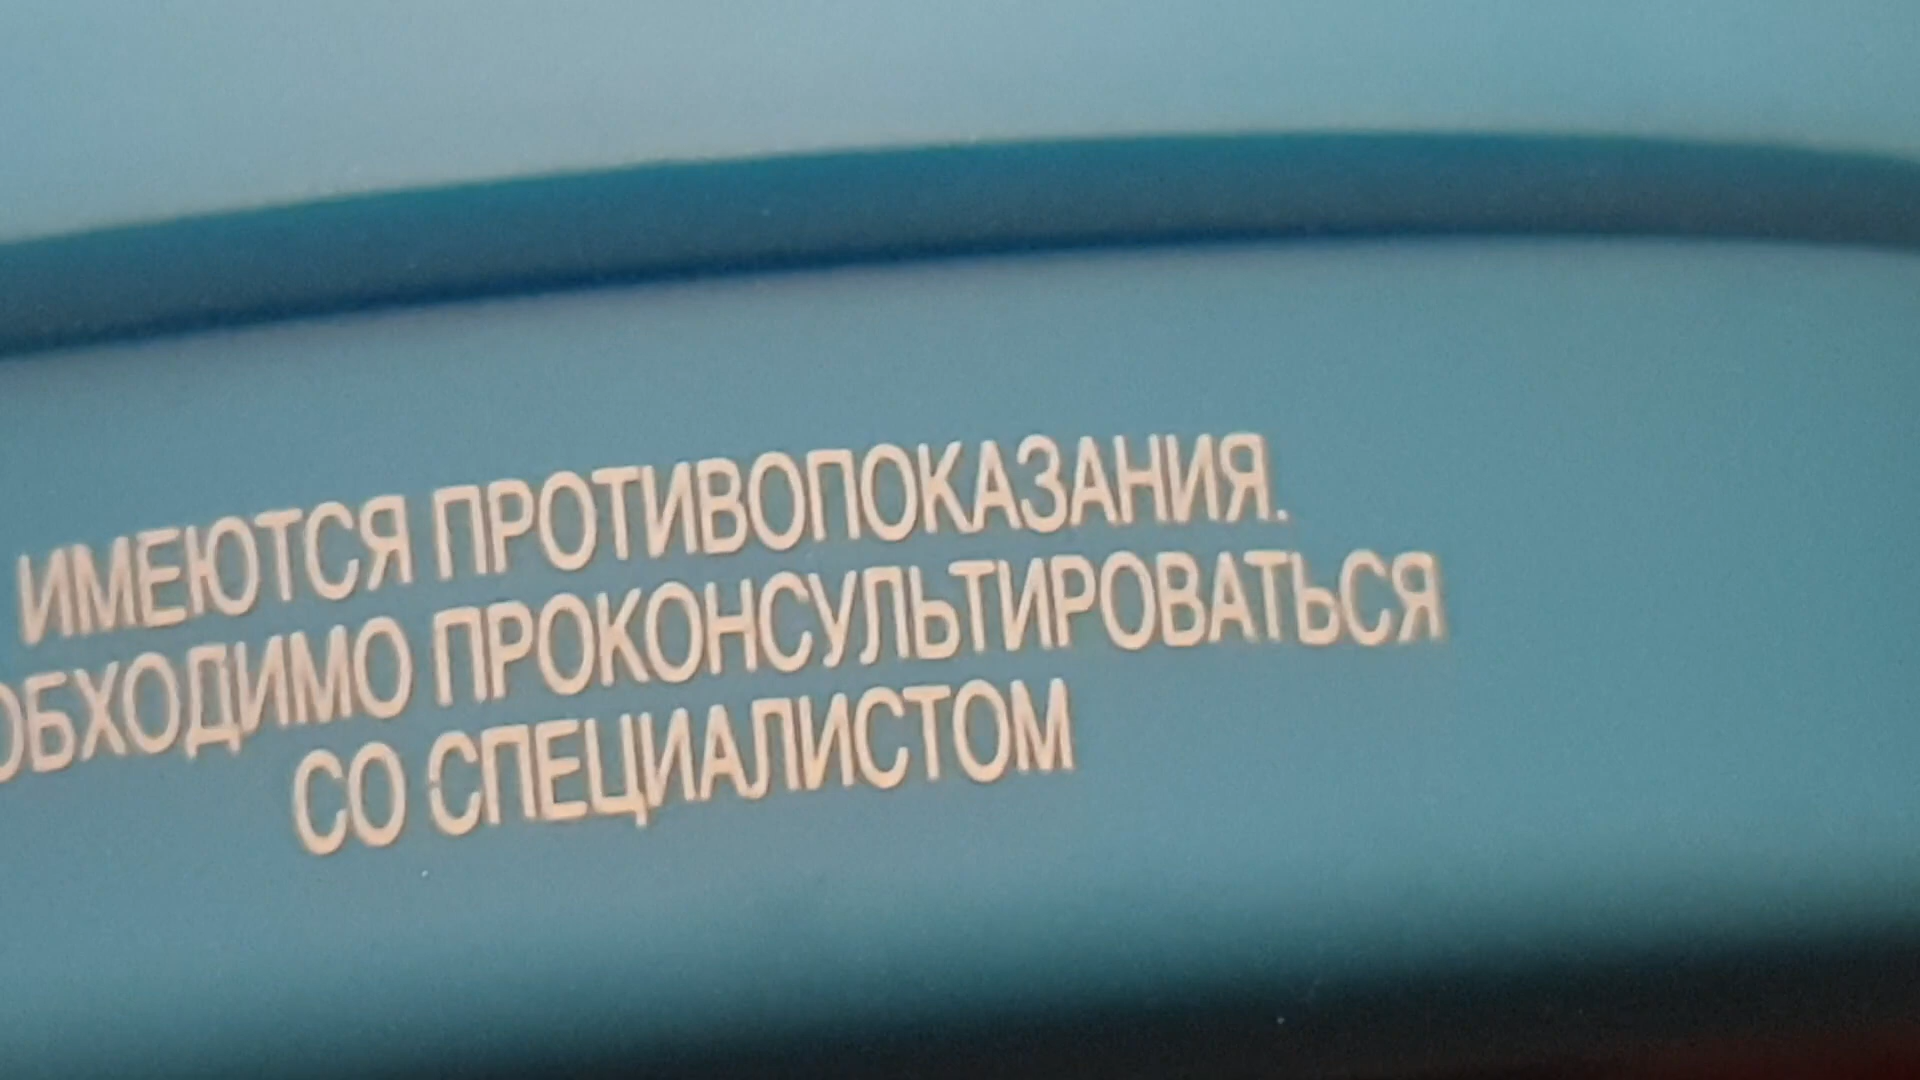 ИМЕЮТСЯ ПРОТИВОПОКАЗАНИЯ.
ОБХОДИМО ПРОКОНСУЛЬТИРОВАТЬСЯ
СО СПЕЦИАЛИСТОМ